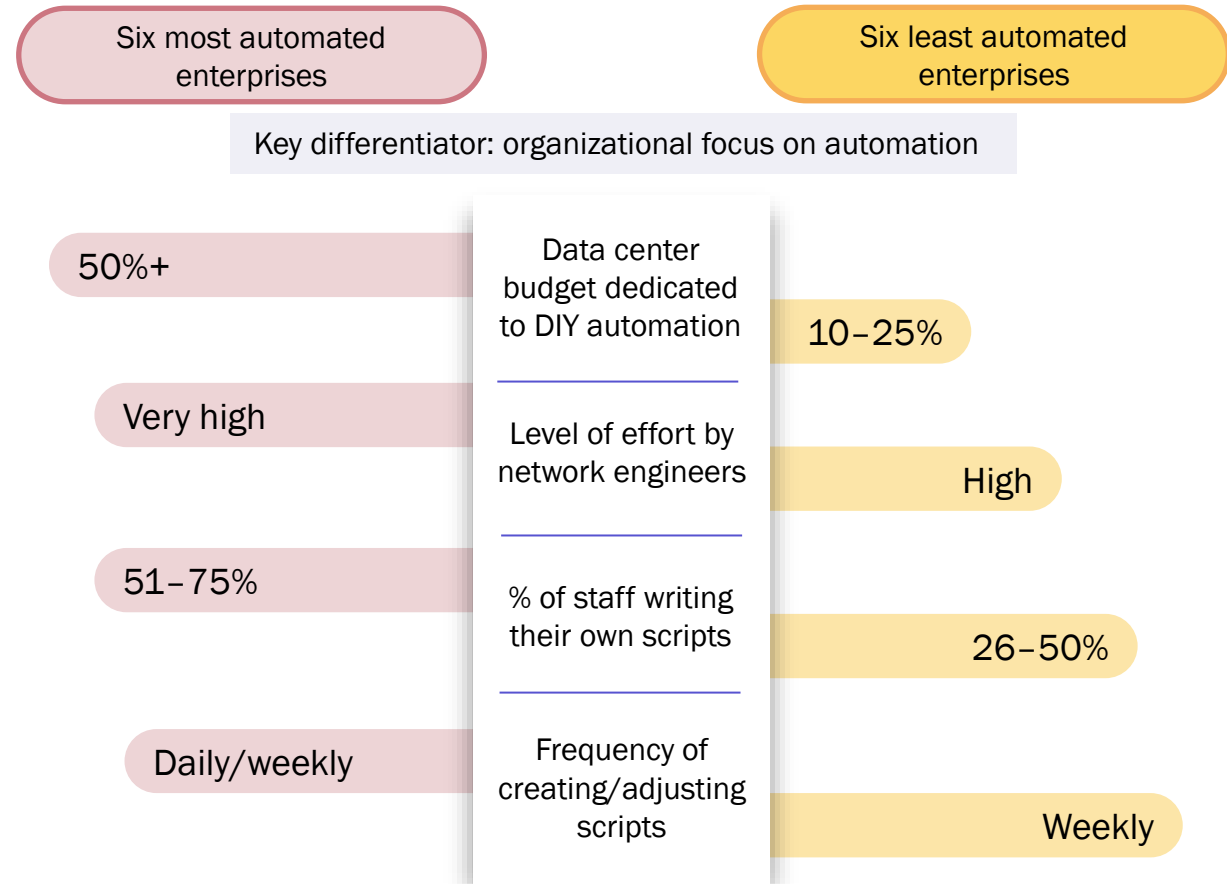 Six most automated
enterprises
Six least automated
enterprises
Key differentiator: organizational focus on automation
50%+
Data center
budget dedicated
to DIY automation
10–25%
Very high
Level of effort by
network engineers
High
51–75%
% of staff writing
their own scripts
26–50%
Daily/weekly
Frequency of
creating/adjusting
scripts
Weekly